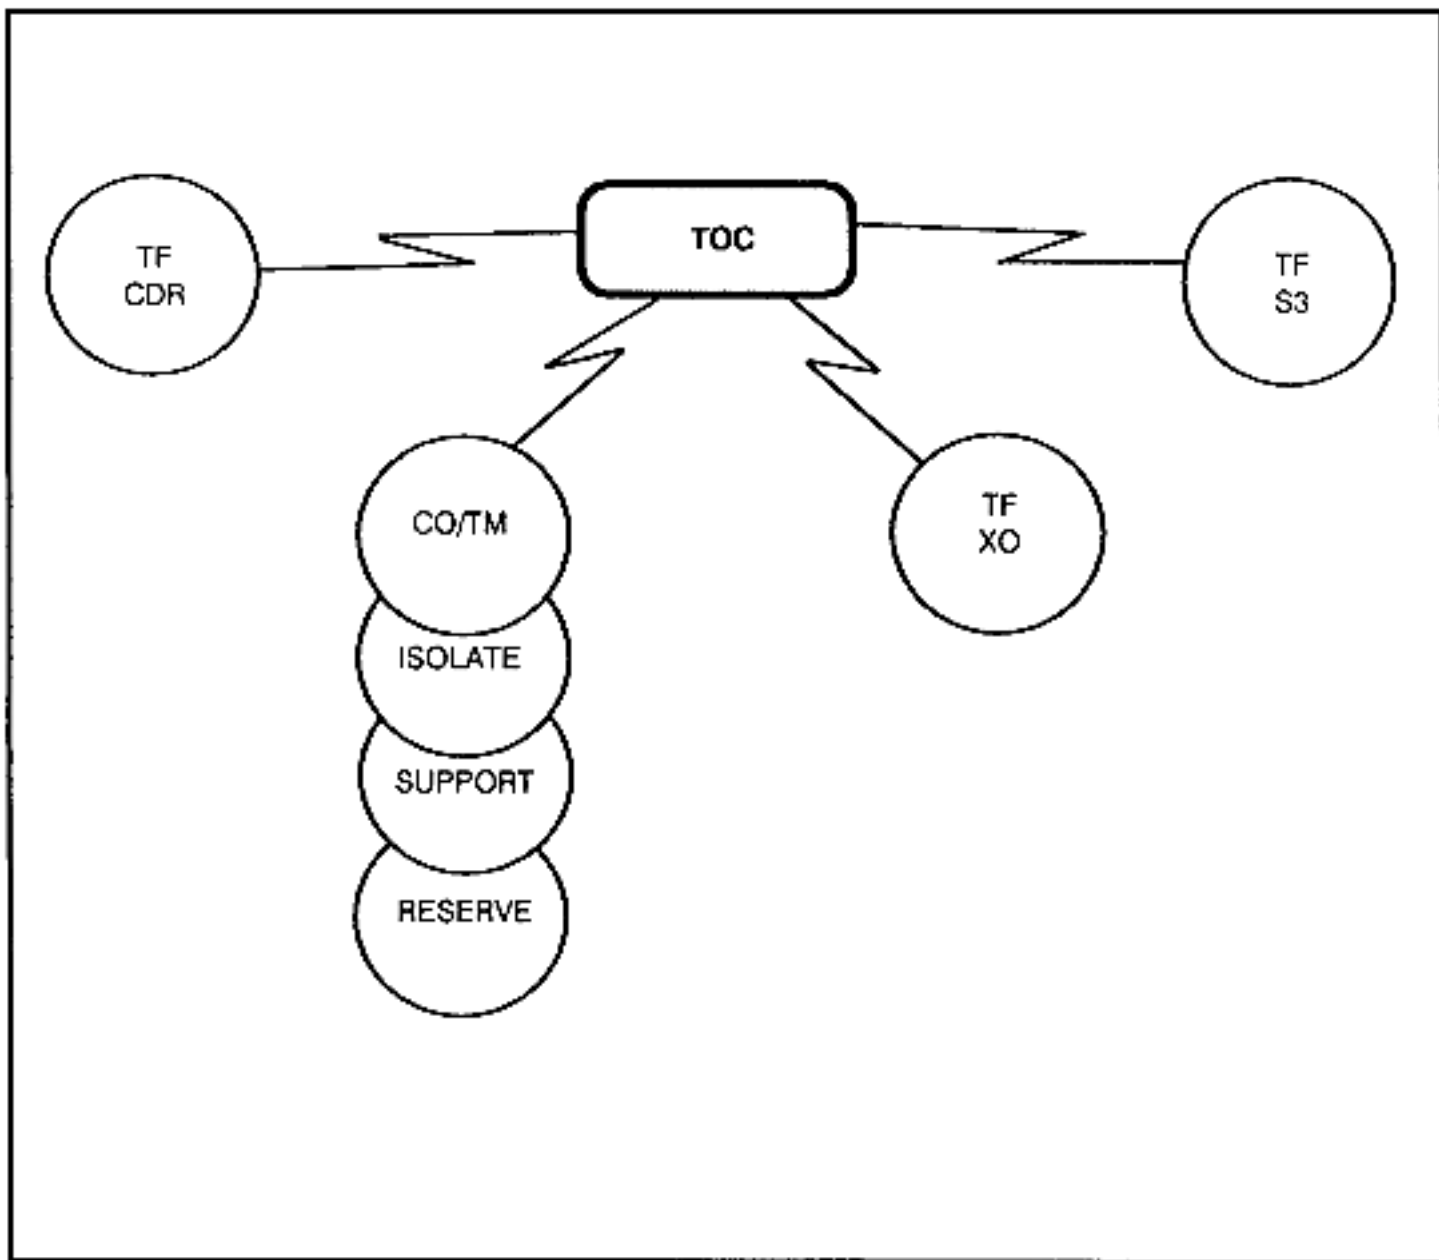 TOC
TF
CDR
TF
S3
CO/TM
TF
XO
ISOLATE
SUPPORT
RESERVE